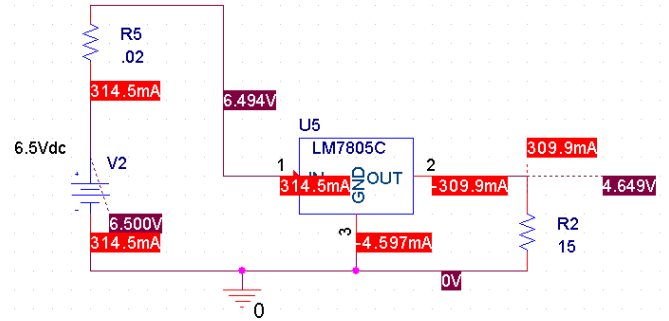 R5
.02
314.5mA
6.494V
6.5Vdc
V2
+
-
6.500V
314.5mA
U5
LM7805C
1
IN
314.5mA
GND
OUT
2
-309.9mA
309.9mA
4.649V
3
-4.597mA
R2
15
0V
0